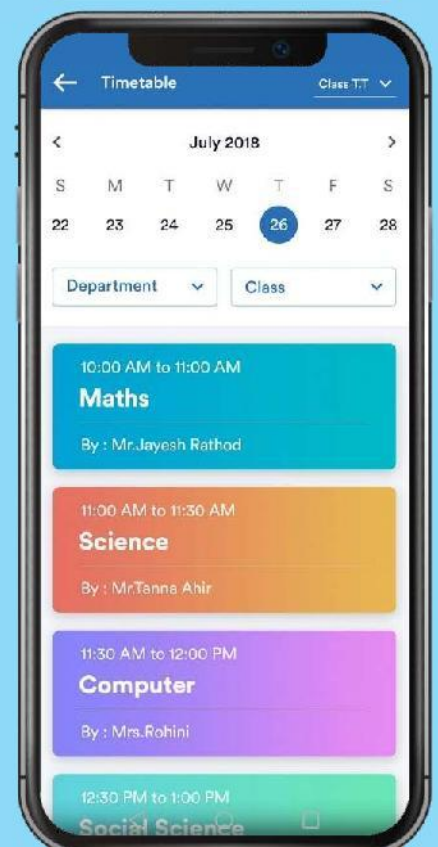 Timetable
Class T.T
July 2018
S M T W T F S
22 23 24 25 26 27 28
Department Class
10:00 AM to 11:00 AM
Maths
By : Mr.Jayesh Rathod
11:00 AM to 11:30 AM
Science
By : Mr.Tanna Ahir
11:30 AM to 12:00 PM
Computer
By : Mrs.Rohini
12:30 PM to 1:00 PM
Social Science